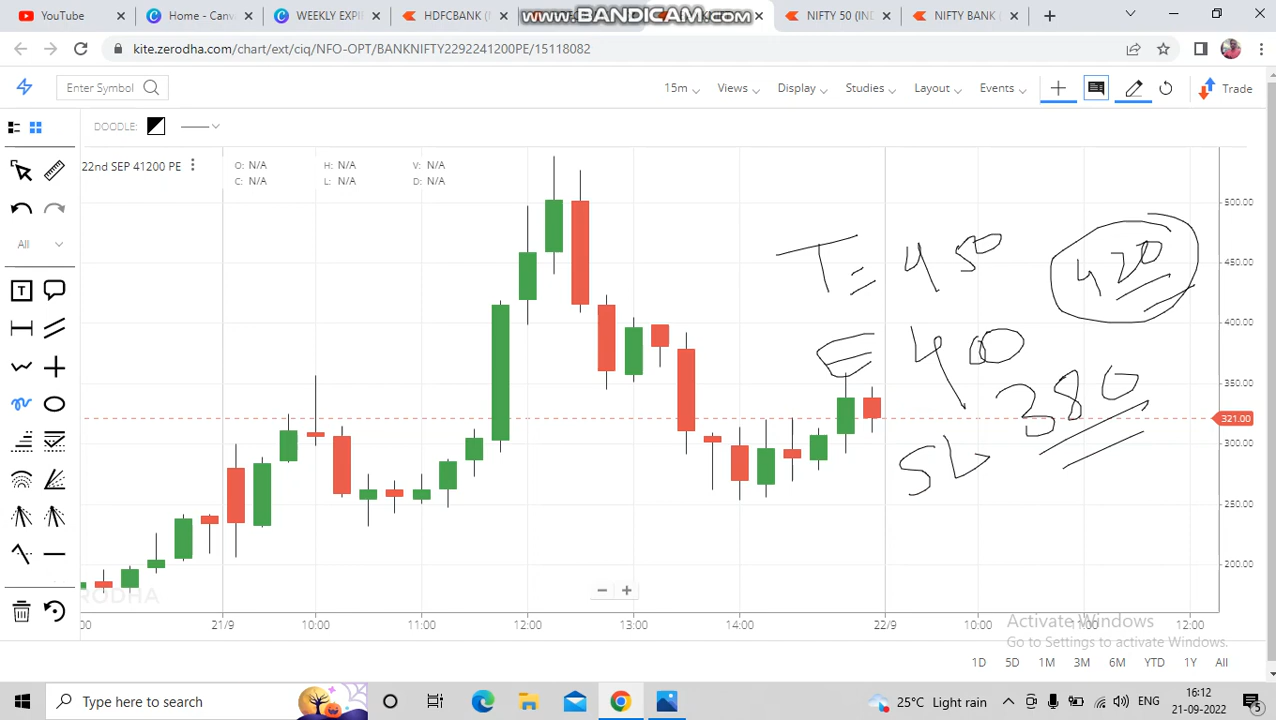 YouTube
Home - Canv
WEEKLY EXPI
HDFCBANK (
www.BANDICAM.com
NIFTY 50 (IND
NIFTY BANK (
kite.zerodha.com/chart/ext/ciq/NFO-OPT/BANKNIFTY2292241200PE/15118082
Enter Symbol
15m
Views
Display
Studies
Layout
Events
Trade
DOODLE:
22nd SEP 41200 PE
O: N/A H: N/A V: N/A
C: N/A L: N/A D: N/A
All
500.00
450.00
400.00
350.00
321.00
300.00
250.00
200.00
T = 450
420
E 400
380
SL
RODHA
:00 21/9 10:00 11:00 12:00 13:00 14:00 22/9 10:00 11:00 12:00
Activate Windows
Go to Settings to activate Windows.
1D 5D 1M 3M 6M YTD 1Y All
Type here to search
25°C Light rain
ENG
16:12
21-09-2022
5